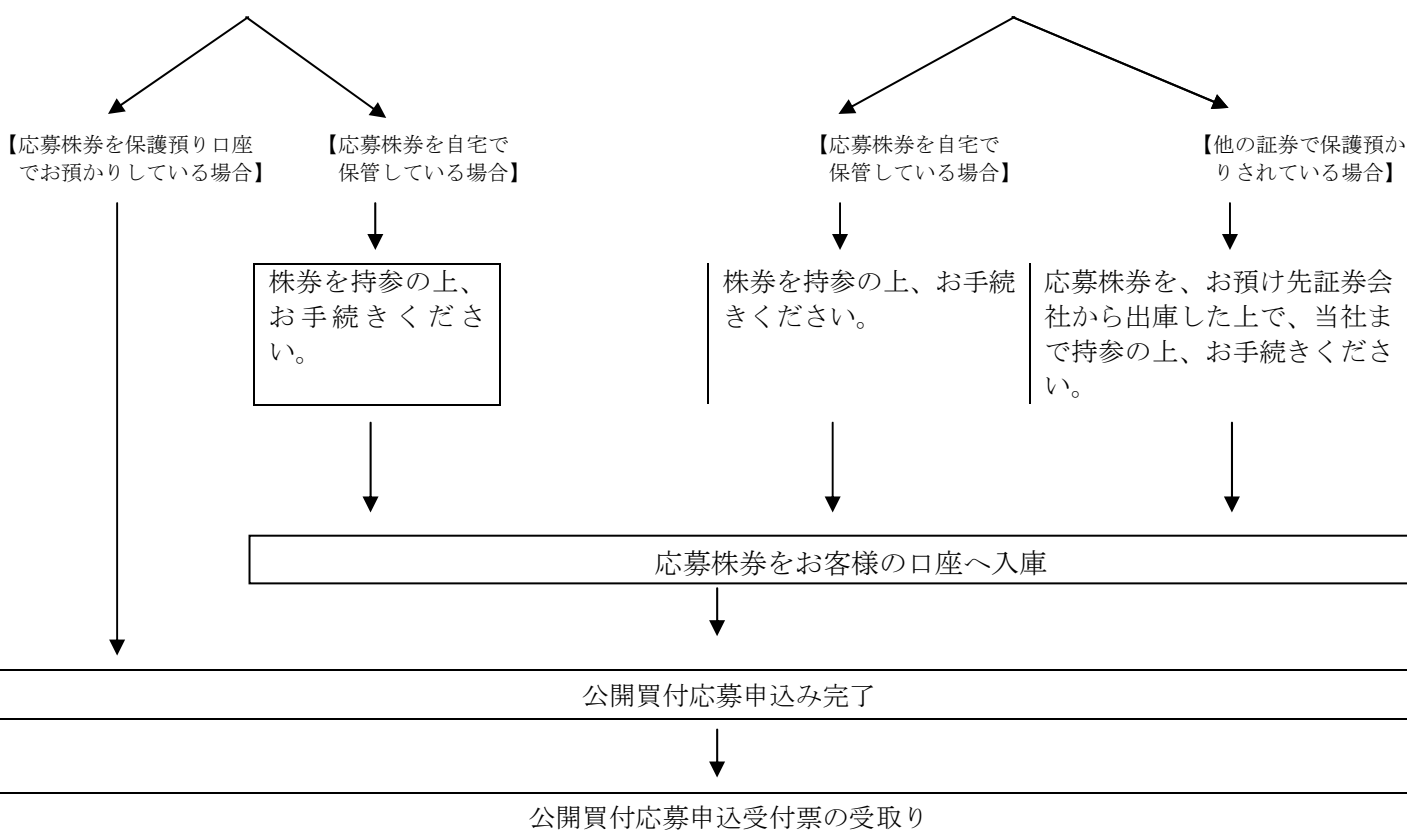 【応募株券を保護預り口座
でお預かりしている場合】
【応募株券を自宅で
保管している場合】
【応募株券を自宅で
保管している場合】
【他の証券で保護預か
りされている場合】
株券を持参の上、
お手続きくださ
い。
株券を持参の上、お手続
きください。
応募株券を、お預け先証券会
社から出庫した上で、当社ま
で持参の上、お手続きくださ
い。
応募株券をお客様の口座へ入庫
公開買付応募申込み完了
公開買付応募申込受付票の受取り